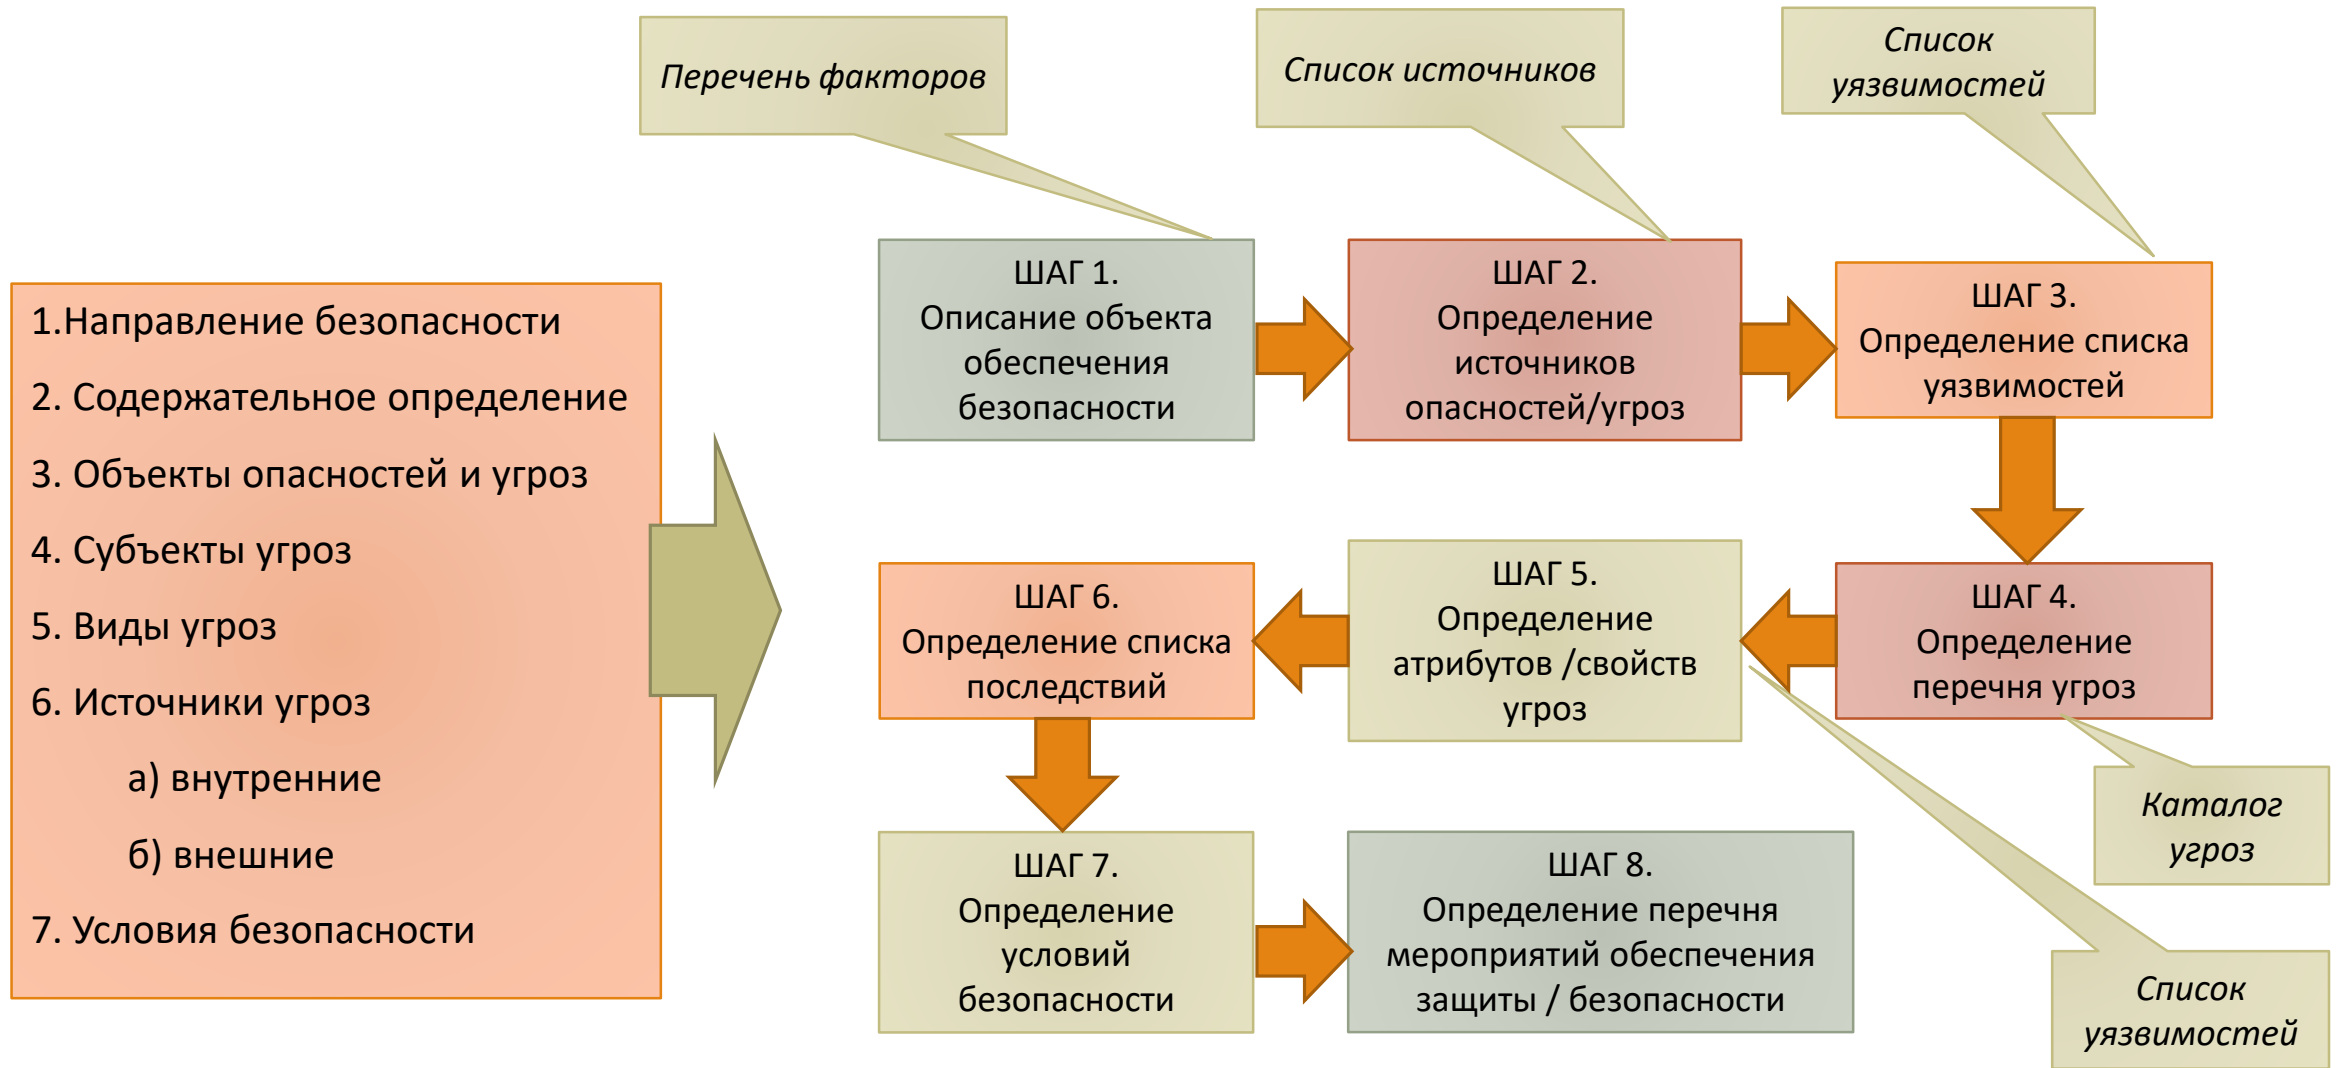 Перечень факторов
Список источников
Список
уязвимостей
1.Направление безопасности
2. Содержательное определение
3. Объекты опасностей и угроз
4. Субъекты угроз
5. Виды угроз
6. Источники угроз
а) внутренние
б) внешние
7. Условия безопасности
ШАГ 1.
Описание объекта
обеспечения
безопасности
ШАГ 2.
Определение
источников
опасностей/угроз
ШАГ 3.
Определение списка
уязвимостей
ШАГ 4.
Определение
перечня угроз
ШАГ 5.
Определение
атрибутов /свойств
угроз
ШАГ 6.
Определение списка
последствий
ШАГ 7.
Определение
условий
безопасности
ШАГ 8.
Определение перечня
мероприятий обеспечения
защиты / безопасности
Каталог
угроз
Список
уязвимостей